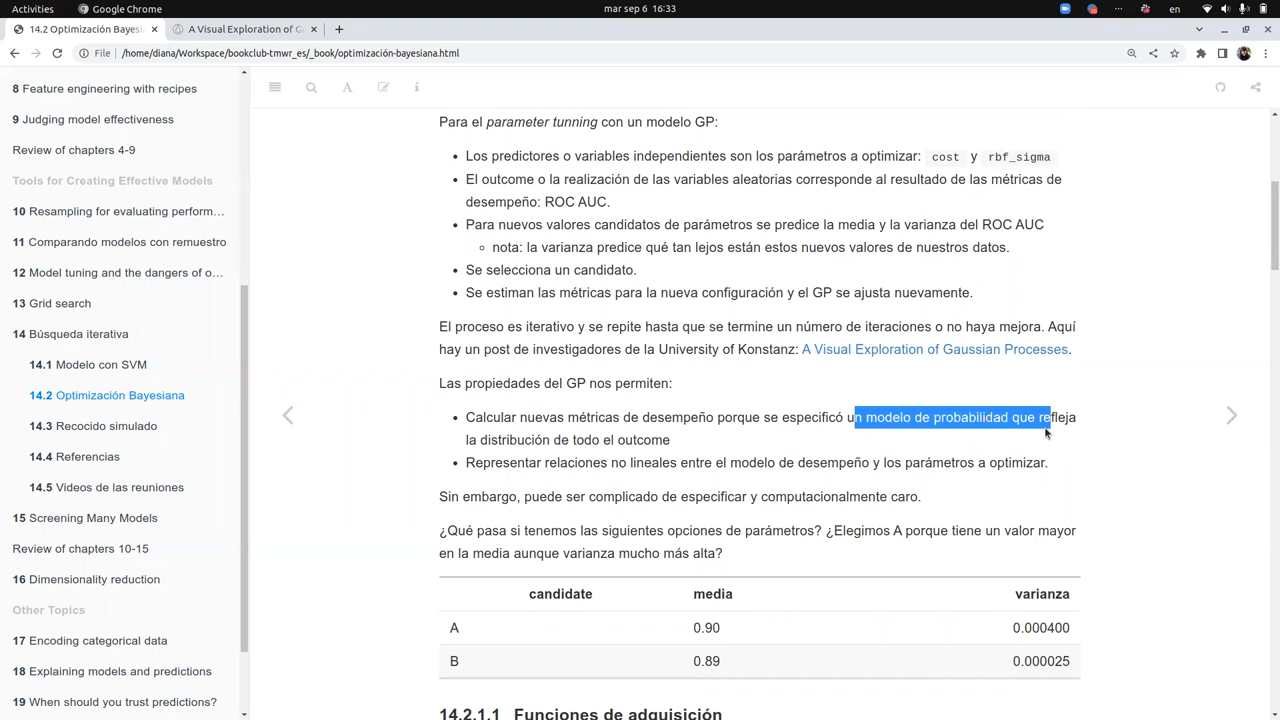 Activities
Google Chrome
mar sep 6 16:33
en
14.2 Optimización Bayesi
A Visual Exploration of G
File
/home/diana/Workspace/bookclub-tmwr_es/_book/optimización-bayesiana.html
8 Feature engineering with recipes
9 Judging model effectiveness
Review of chapters 4-9
Tools for Creating Effective Models
10 Resampling for evaluating perform…
11 Comparando modelos con remuestro
12 Model tuning and the dangers of o…
13 Grid search
14 Búsqueda iterativa
14.1 Modelo con SVM
14.2 Optimización Bayesiana
14.3 Recocido simulado
14.4 Referencias
14.5 Videos de las reuniones
15 Screening Many Models
Review of chapters 10-15
16 Dimensionality reduction
Other Topics
17 Encoding categorical data
18 Explaining models and predictions
19 When should you trust predictions?
Para el parameter tunning con un modelo GP:
• Los predictores o variables independientes son los parámetros a optimizar: cost y rbf_sigma
• El outcome o la realización de las variables aleatorias corresponde al resultado de las métricas de
desempeño: ROC AUC.
• Para nuevos valores candidatos de parámetros se predice la media y la varianza del ROC AUC
◦ nota: la varianza predice qué tan lejos están estos nuevos valores de nuestros datos.
• Se selecciona un candidato.
• Se estiman las métricas para la nueva configuración y el GP se ajusta nuevamente.
El proceso es iterativo y se repite hasta que se termine un número de iteraciones o no haya mejora. Aquí
hay un post de investigadores de la University of Konstanz: A Visual Exploration of Gaussian Processes.
Las propiedades del GP nos permiten:
• Calcular nuevas métricas de desempeño porque se especificó un modelo de probabilidad que refleja
la distribución de todo el outcome
• Representar relaciones no lineales entre el modelo de desempeño y los parámetros a optimizar.
Sin embargo, puede ser complicado de especificar y computacionalmente caro.
¿Qué pasa si tenemos las siguientes opciones de parámetros? ¿Elegimos A porque tiene un valor mayor
en la media aunque varianza mucho más alta?
candidate media varianza
A 0.90 0.000400
B 0.89 0.000025
14.2.1.1 Funciones de adquisición